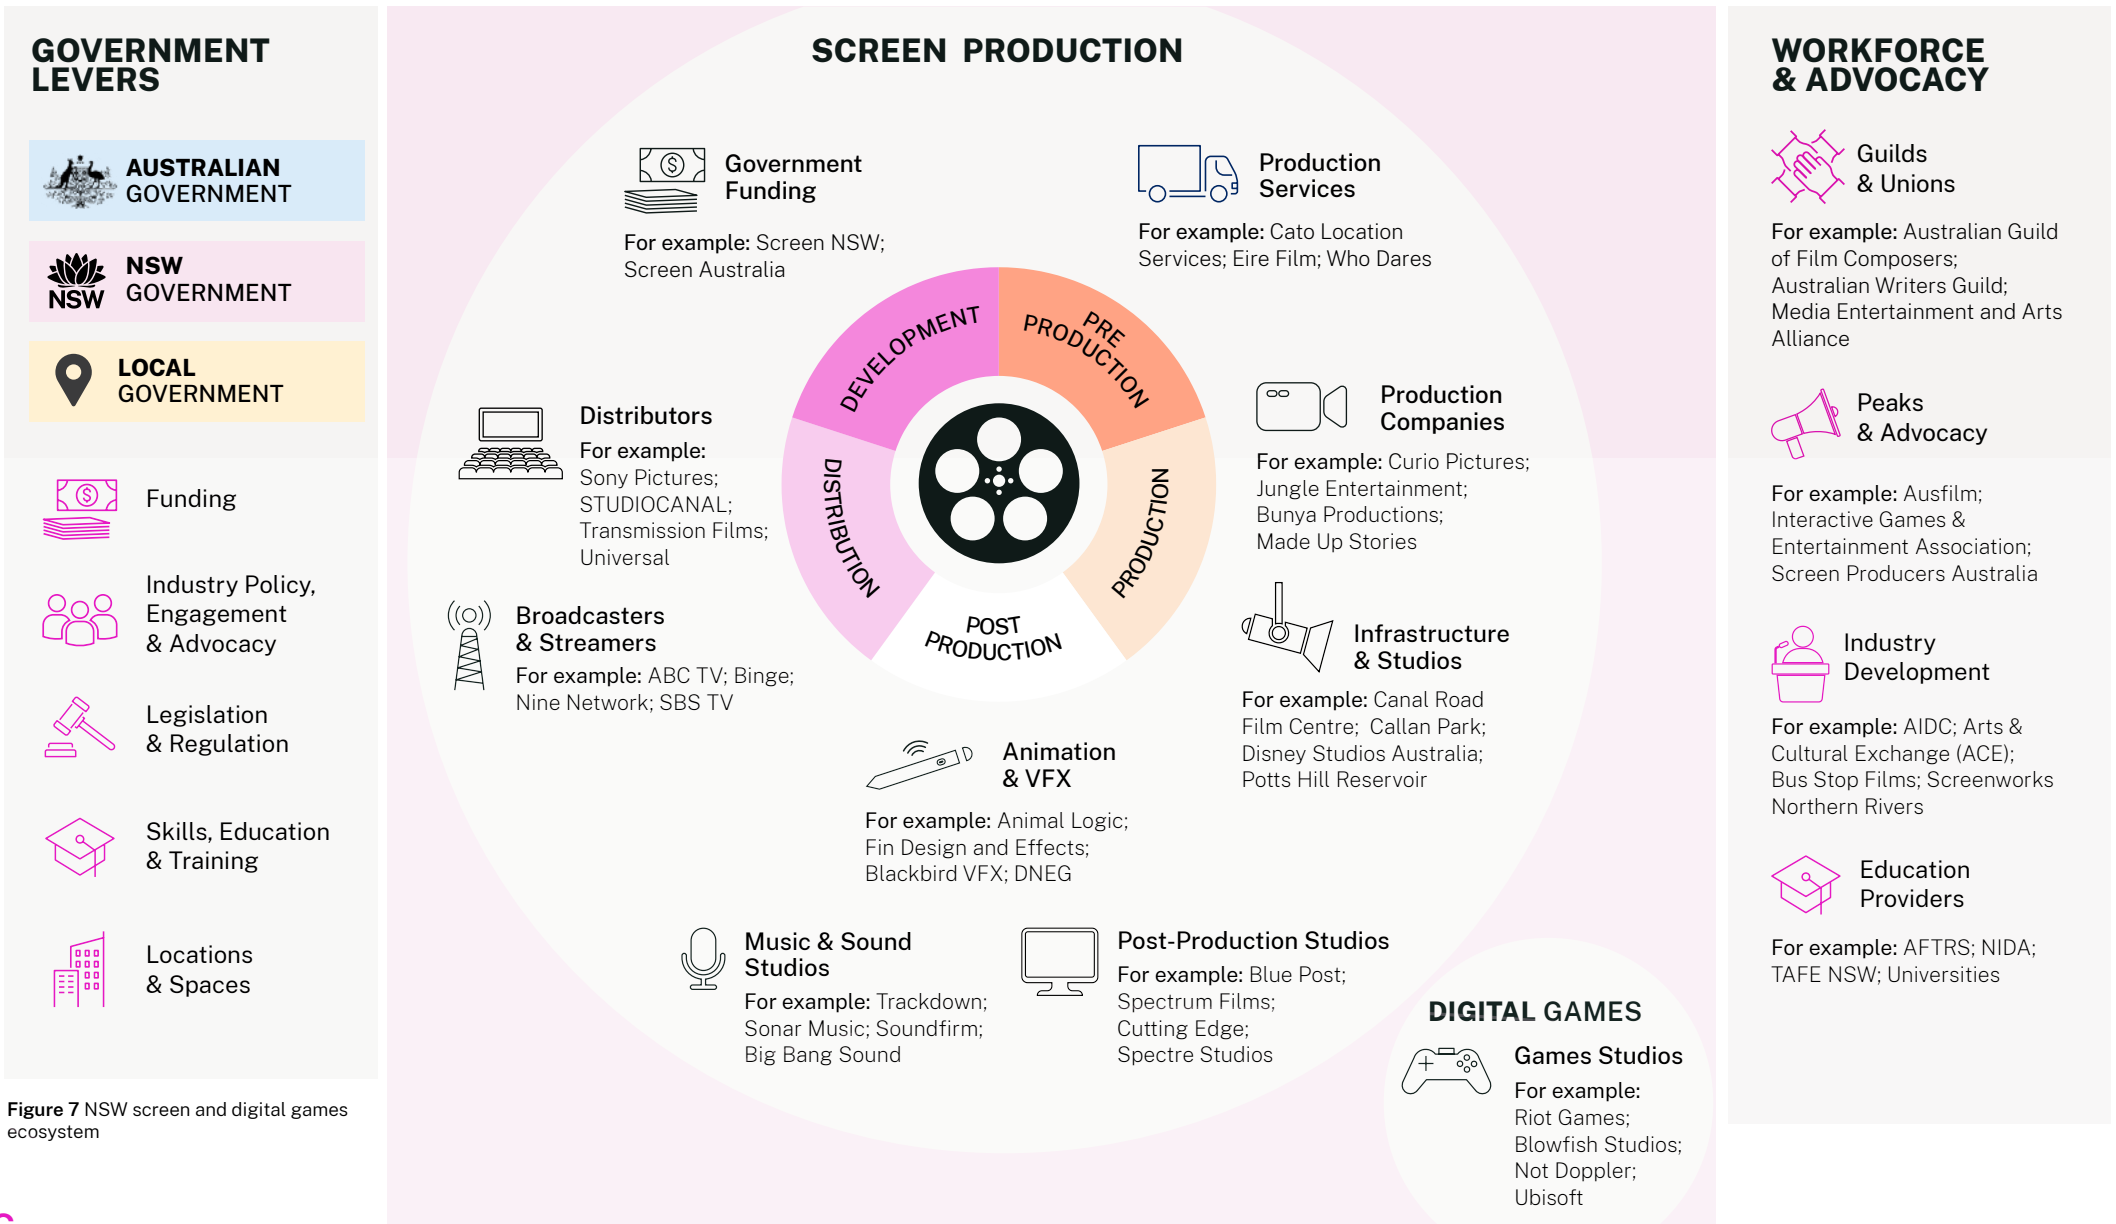 GOVERNMENT
LEVERS
AUSTRALIAN
GOVERNMENT
NSW
NSW
GOVERNMENT
LOCAL
GOVERNMENT
Funding
Industry Policy,
Engagement
& Advocacy
Legislation
& Regulation
Skills, Education
& Training
Locations
& Spaces
Figure 7 NSW screen and digital games
ecosystem
SCREEN PRODUCTION
Government
Funding
For example: Screen NSW;
Screen Australia
Production
Services
For example: Cato Location
Services; Eire Film; Who Dares
DEVELOPMENT
PRE
PRODUCTION
PRODUCTION
POST
PRODUCTION
DISTRIBUTION
Distributors
For example:
Sony Pictures;
STUDIOCANAL;
Transmission Films;
Universal
Production
Companies
For example: Curio Pictures;
Jungle Entertainment;
Bunya Productions;
Made Up Stories
Broadcasters
& Streamers
For example: ABC TV; Binge;
Nine Network; SBS TV
Infrastructure
& Studios
For example: Canal Road
Film Centre; Callan Park;
Disney Studios Australia;
Potts Hill Reservoir
Animation
& VFX
For example: Animal Logic;
Fin Design and Effects;
Blackbird VFX; DNEG
Music & Sound
Studios
For example: Trackdown;
Sonar Music; Soundfirm;
Big Bang Sound
Post-Production Studios
For example: Blue Post;
Spectrum Films;
Cutting Edge;
Spectre Studios
DIGITAL GAMES
Games Studios
For example:
Riot Games;
Blowfish Studios;
Not Doppler;
Ubisoft
WORKFORCE
& ADVOCACY
Guilds
& Unions
For example: Australian Guild
of Film Composers;
Australian Writers Guild;
Media Entertainment and Arts
Alliance
Peaks
& Advocacy
For example: Ausfilm;
Interactive Games &
Entertainment Association;
Screen Producers Australia
Industry
Development
For example: AIDC; Arts &
Cultural Exchange (ACE);
Bus Stop Films; Screenworks
Northern Rivers
Education
Providers
For example: AFTRS; NIDA;
TAFE NSW; Universities